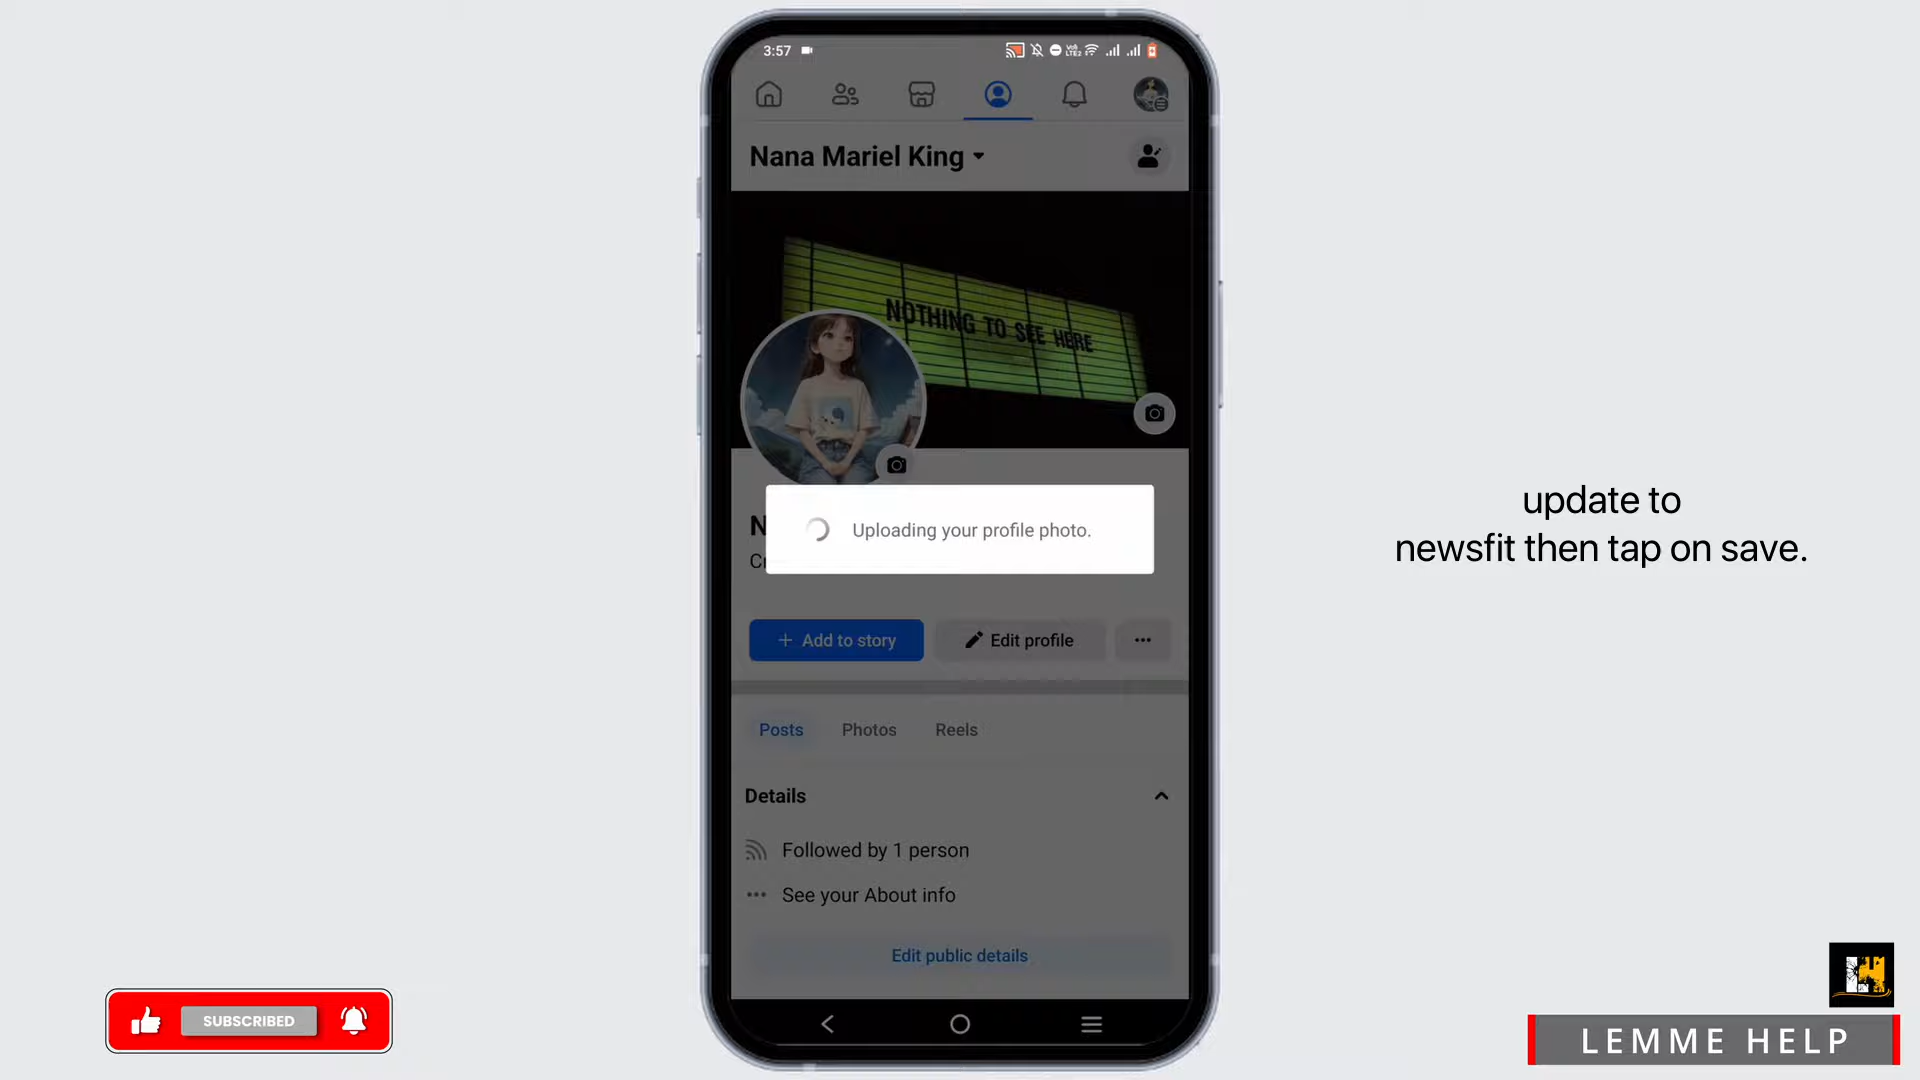 3:57
Nana Mariel King
NOTHING TO SEE HERE
N
Uploading your profile photo.
update to
newsfit then tap on save.
+ Add to story
Edit profile
Posts
Photos
Reels
Details
Followed by 1 person
See your About info
Edit public details
SUBSCRIBED
LEMME HELP